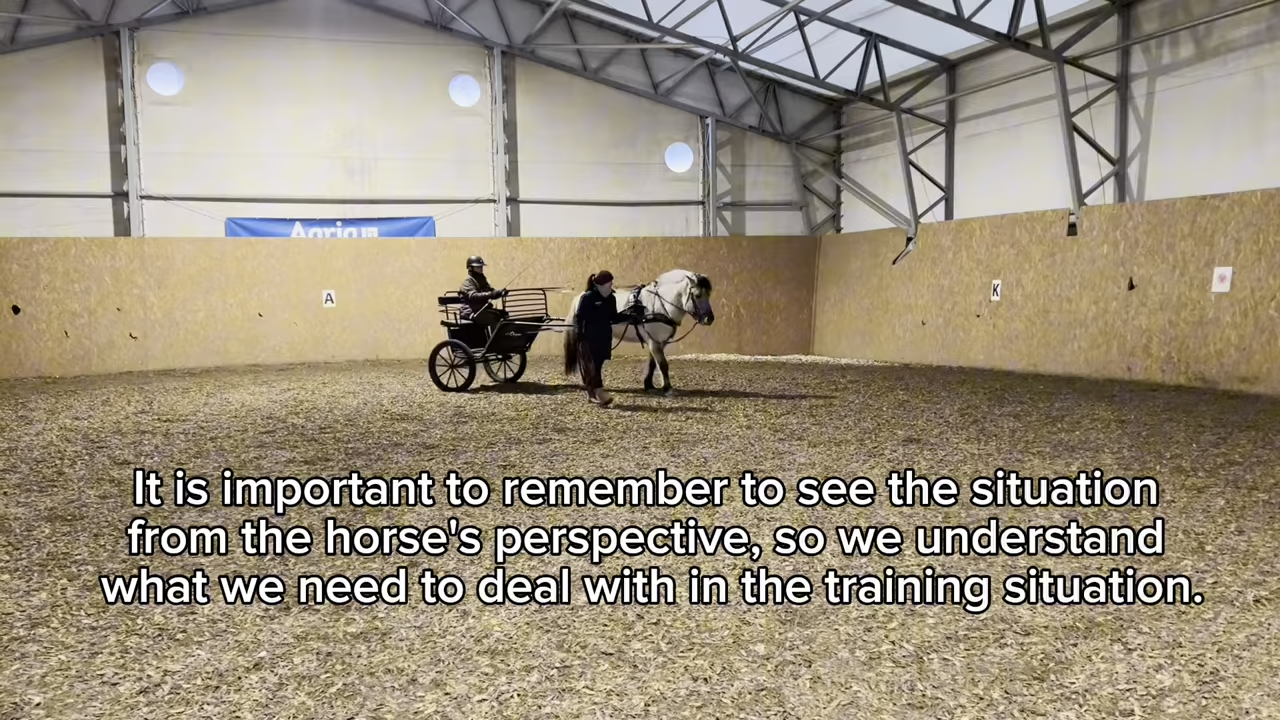 Agria
A
K
It is important to remember to see the situation
from the horse's perspective, so we understand
what we need to deal with in the training situation.